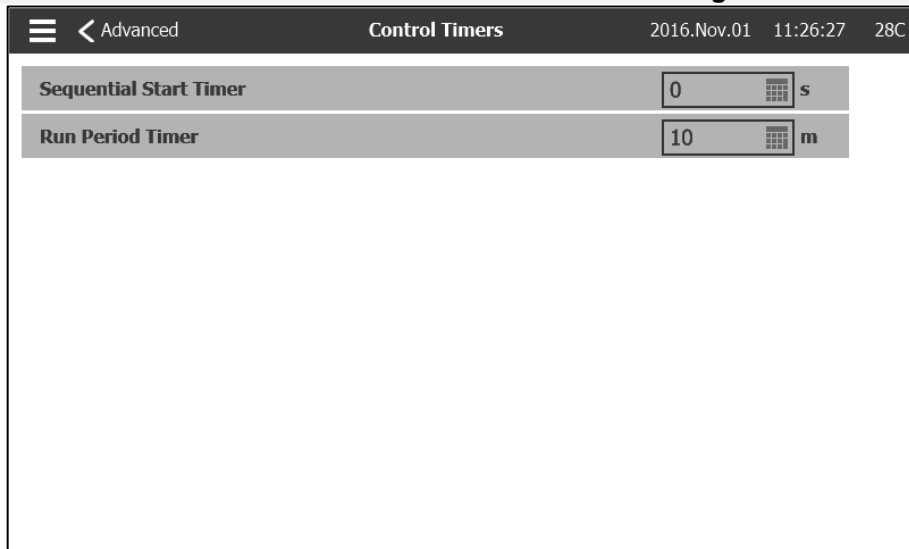 Advanced Control Timers 2016.Nov.01 11:26:27 28C
Sequential Start Timer 0 s
Run Period Timer 10 m